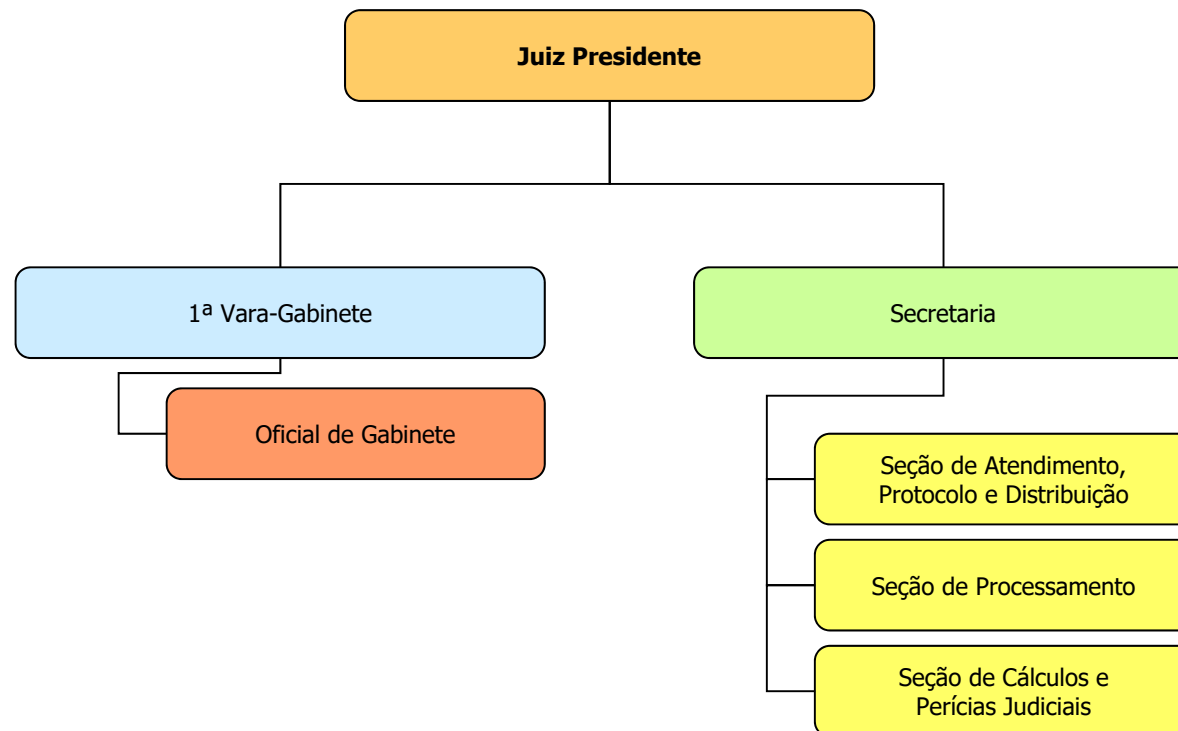 Juiz Presidente
1ª Vara-Gabinete
Secretaria
Oficial de Gabinete
Seção de Atendimento,
Protocolo e Distribuição
Seção de Processamento
Seção de Cálculos e
Perícias Judiciais